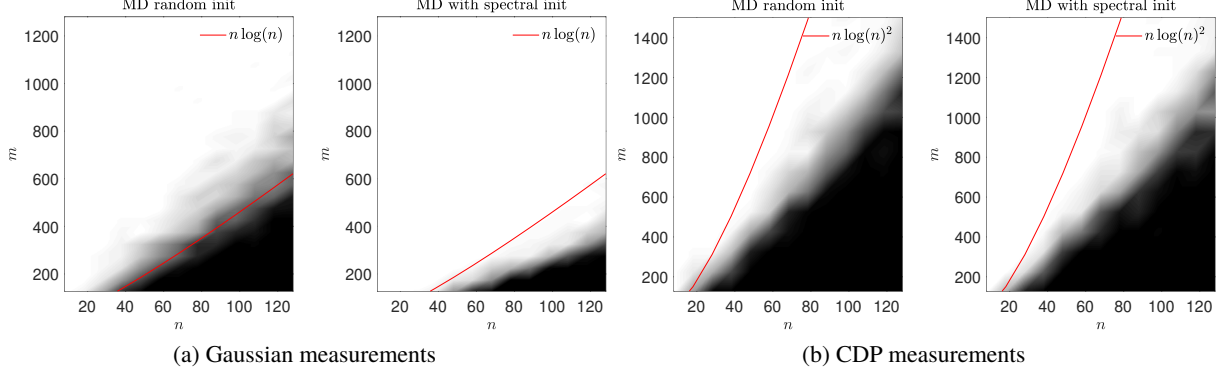 MD random init
1200
1000
800
600
400
200
m
20 40 60 80 100 120
n
n log(n)
MD with spectral init
1200
1000
800
600
400
200
m
20 40 60 80 100 120
n
n log(n)
(a) Gaussian measurements
MD random init
1400
1200
1000
800
600
400
200
m
20 40 60 80 100 120
n
n log(n)²
MD with spectral init
1400
1200
1000
800
600
400
200
m
20 40 60 80 100 120
n
n log(n)²
(b) CDP measurements